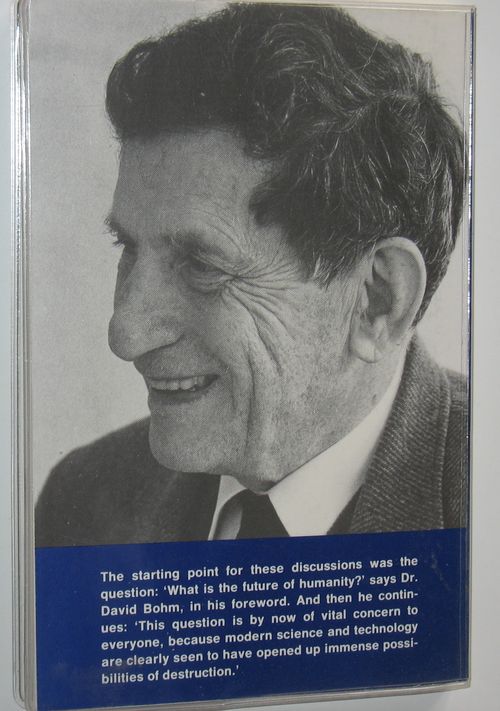 The starting point for these discussions was the
question: 'What is the future of humanity?' says Dr.
David Bohm, in his foreword. And then he contin-
ues: 'This question is by now of vital concern to
everyone, because modern science and technology
are clearly seen to have opened up immense possi-
bilities of destruction.'